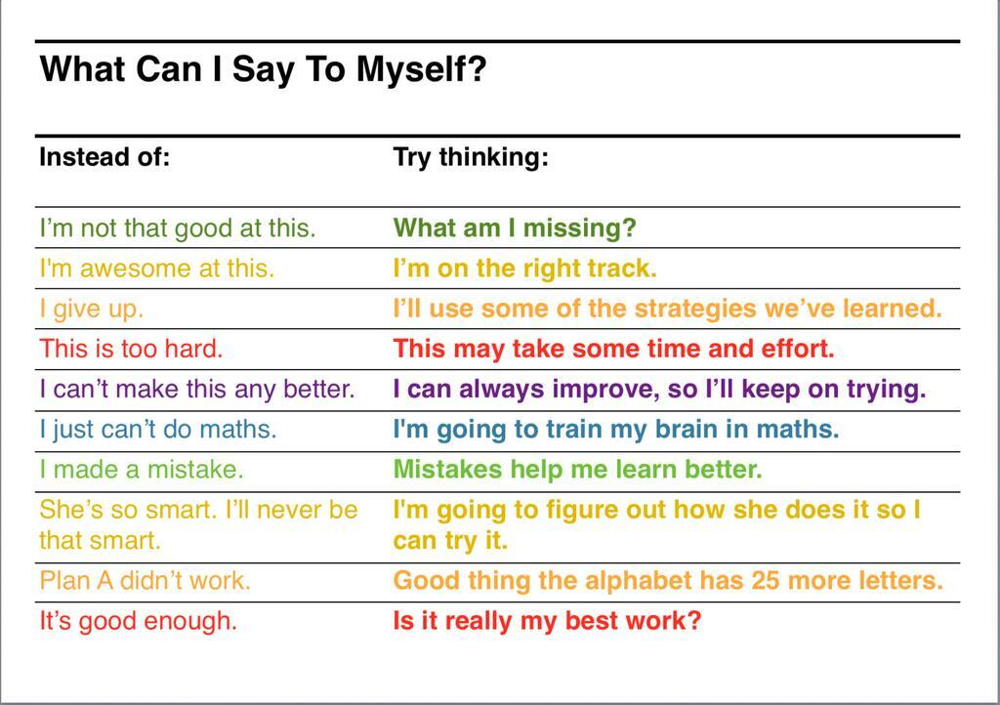 What Can I Say To Myself?
Instead of: Try thinking:
I’m not that good at this. What am I missing?
I'm awesome at this. I’m on the right track.
I give up. I’ll use some of the strategies we’ve learned.
This is too hard. This may take some time and effort.
I can’t make this any better. I can always improve, so I’ll keep on trying.
I just can’t do maths. I'm going to train my brain in maths.
I made a mistake. Mistakes help me learn better.
She’s so smart. I’ll never be I'm going to figure out how she does it so I
that smart. can try it.
Plan A didn’t work. Good thing the alphabet has 25 more letters.
It’s good enough. Is it really my best work?